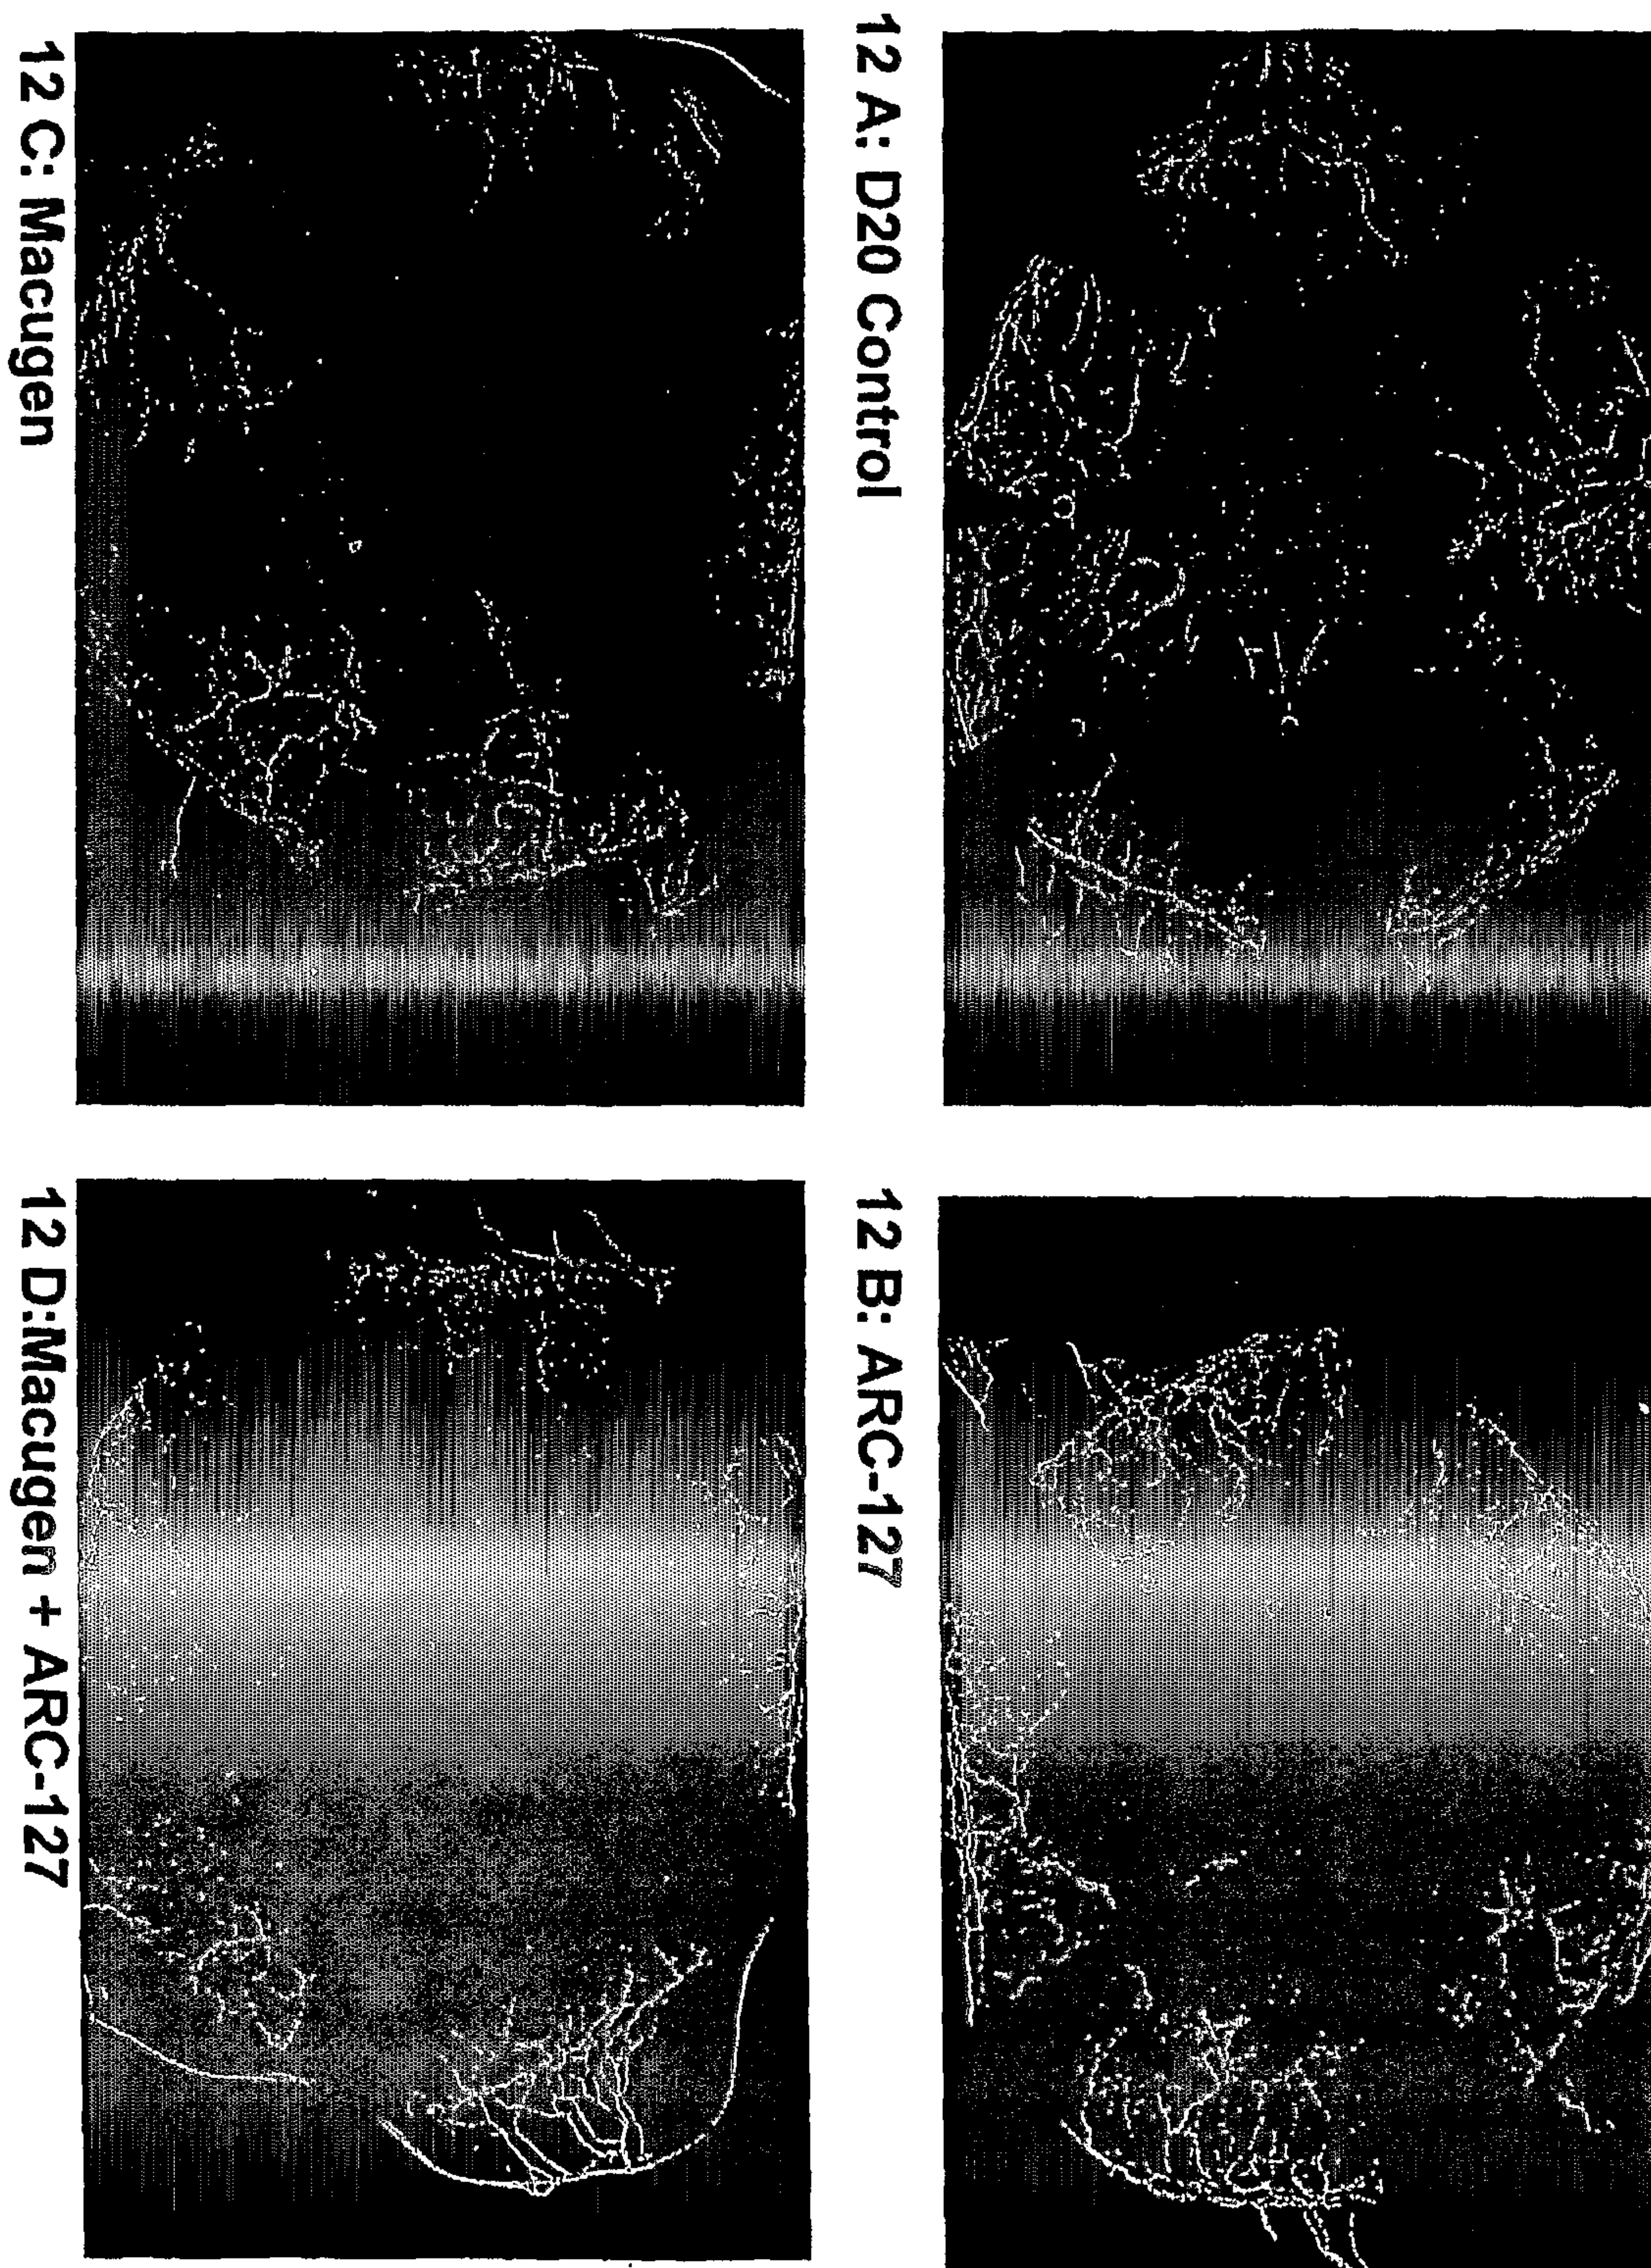 12 A: D20 Control
12 B: ARC-127
12 C: Macugen
12 D:Macugen + ARC-127